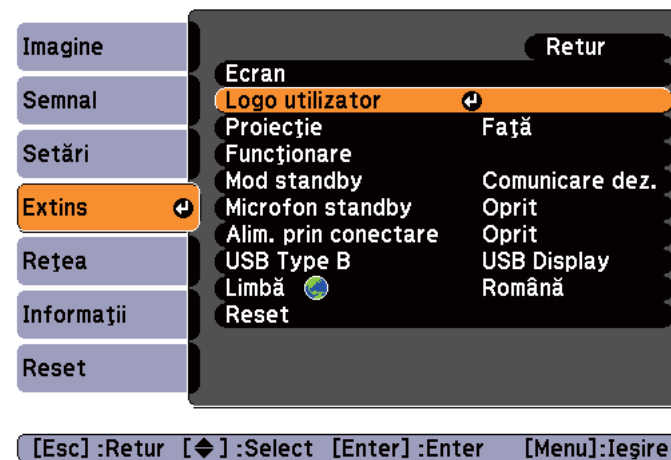 Imagine
Semnal
Setări
Extins
Reţea
Informaţii
Reset
Retur
Ecran
Logo utilizator
Proiecţie Faţă
Funcţionare
Mod standby Comunicare dez.
Microfon standby Oprit
Alim. prin conectare Oprit
USB Type B USB Display
Limbă Română
Reset
[Esc] :Retur [] :Select [Enter] :Enter [Menu]:Ieşire